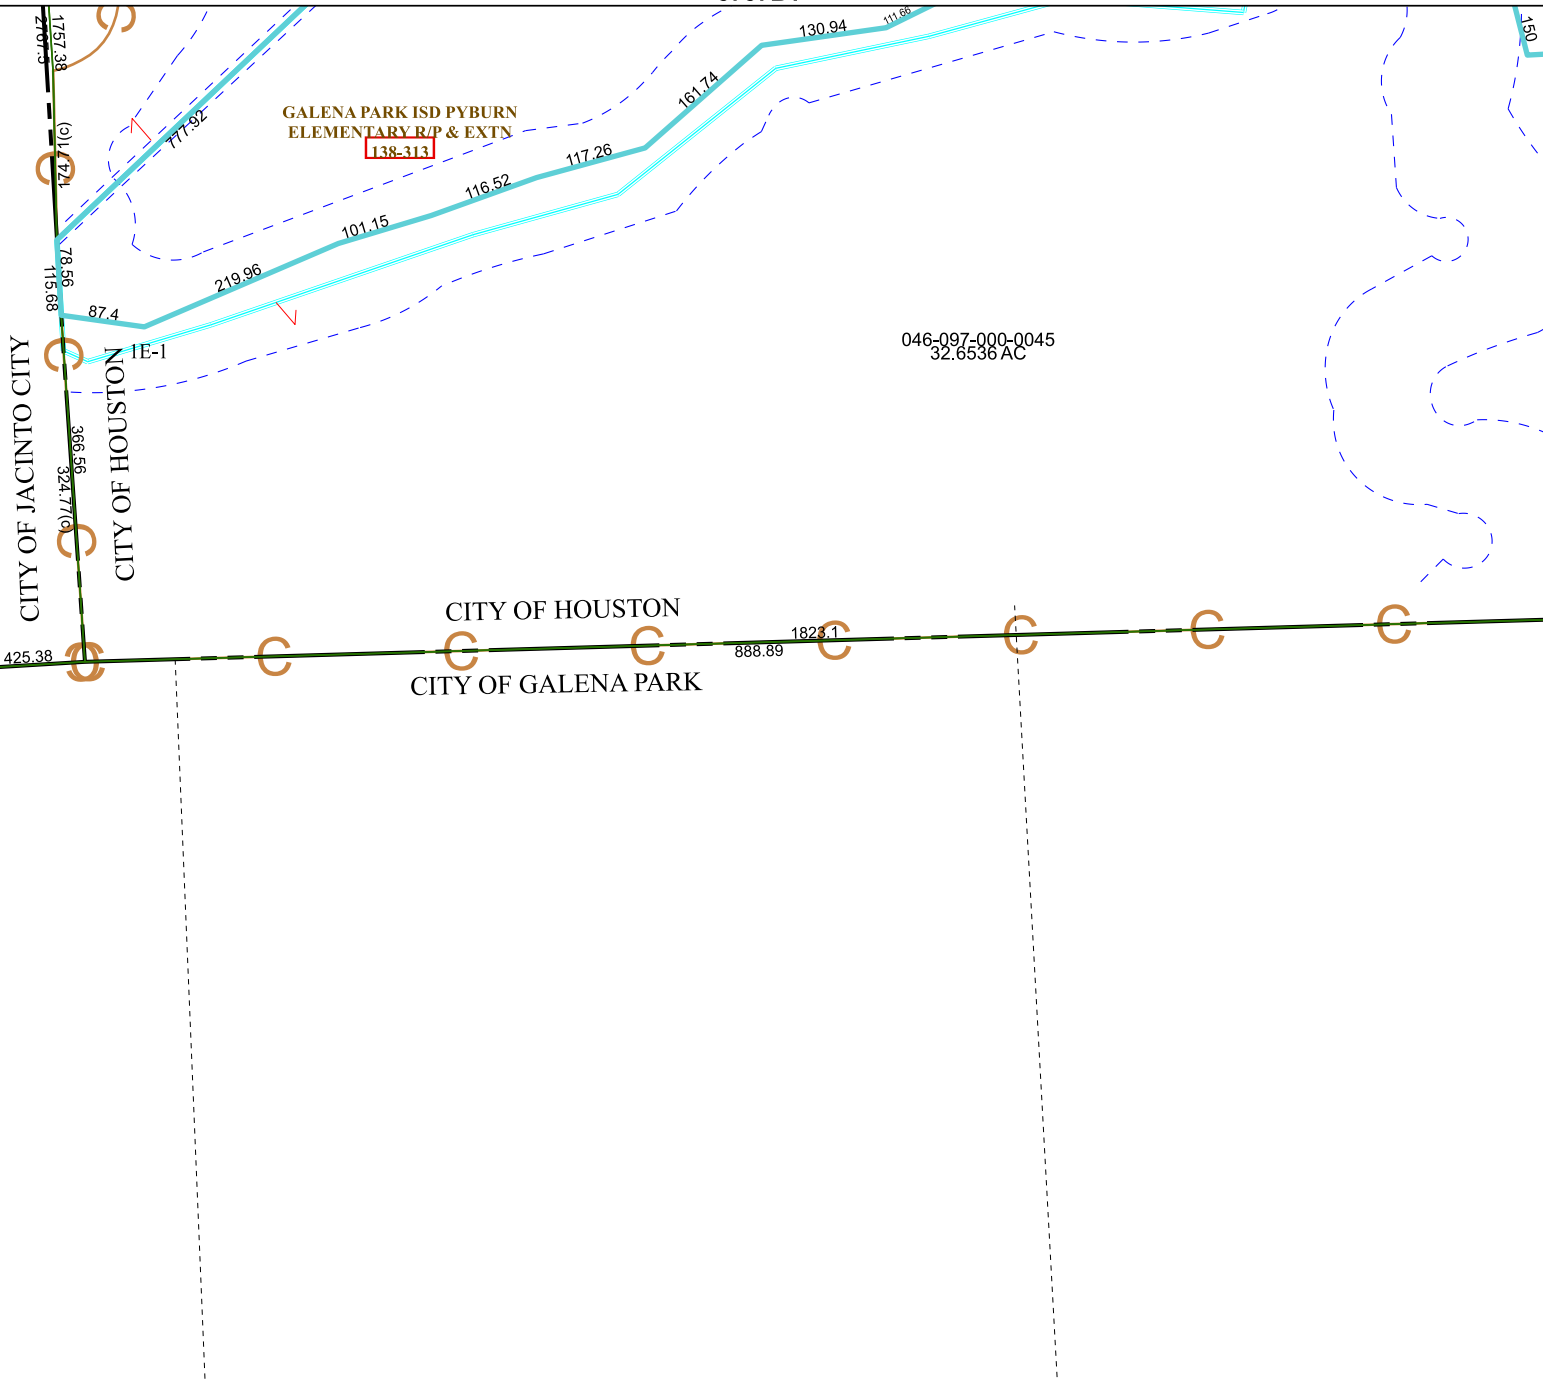 2767.5
1757.38
174.71(c)
777.92
GALENA PARK ISD PYBURN
ELEMENTARY R/P & EXTN
138-313
130.94
111.66
161.74
117.26
116.52
101.15
219.96
87.4
78.56
115.68
150
1E-1
046-097-000-0045
32.6536 AC
CITY OF JACINTO CITY
CITY OF HOUSTON
366.56
324.77(c)
C
C
C
C
CITY OF HOUSTON
1823.1
888.89
425.38
C
C
C
C
C
C
C
C
C
CITY OF GALENA PARK